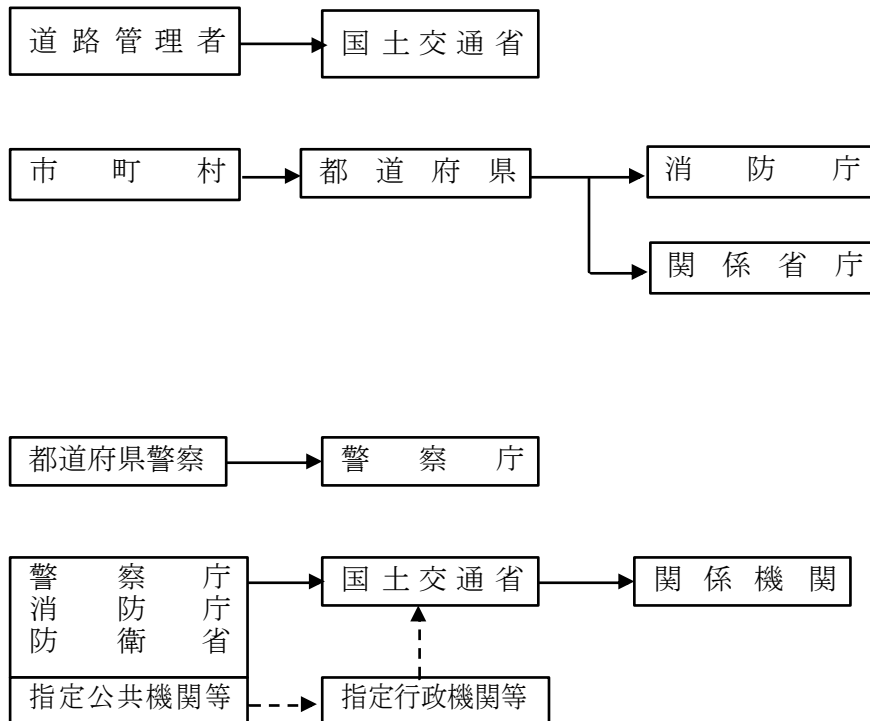 道路管理者
国土交通省
市町村
都道府県
消防庁
関係省庁
都道府県警察
警察庁
警察庁
消防庁
防衛省
国土交通省
関係機関
指定公共機関等
指定行政機関等